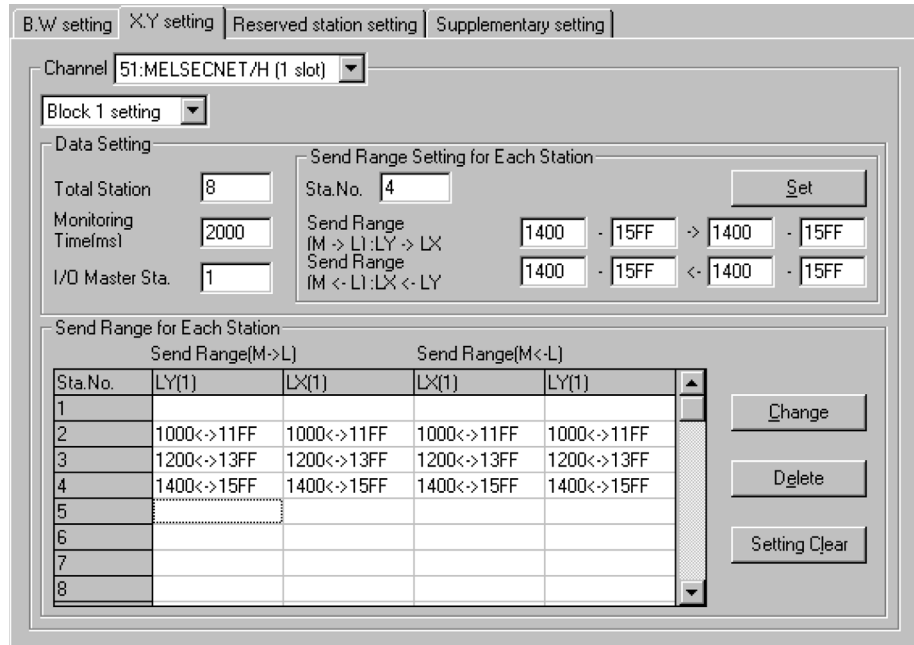 B.W setting X.Y setting Reserved station setting Supplementary setting
Channel 51:MELSECNET/H (1 slot)
Block 1 setting
Data Setting
Total Station 8
Monitoring
Time(ms) 2000
I/O Master Sta. 1
Send Range Setting for Each Station
Sta.No. 4 Set
Send Range
(M -> L) :LY -> LX 1400 - 15FF -> 1400 - 15FF
Send Range
(M <- L) :LX <- LY 1400 - 15FF <- 1400 - 15FF
Send Range for Each Station
Send Range(M->L) Send Range(M<-L)
Sta.No. LY(1) LX(1) LX(1) LY(1)
1
2 1000<->11FF 1000<->11FF 1000<->11FF 1000<->11FF
3 1200<->13FF 1200<->13FF 1200<->13FF 1200<->13FF
4 1400<->15FF 1400<->15FF 1400<->15FF 1400<->15FF
5
6
7
8
Change
Delete
Setting Clear